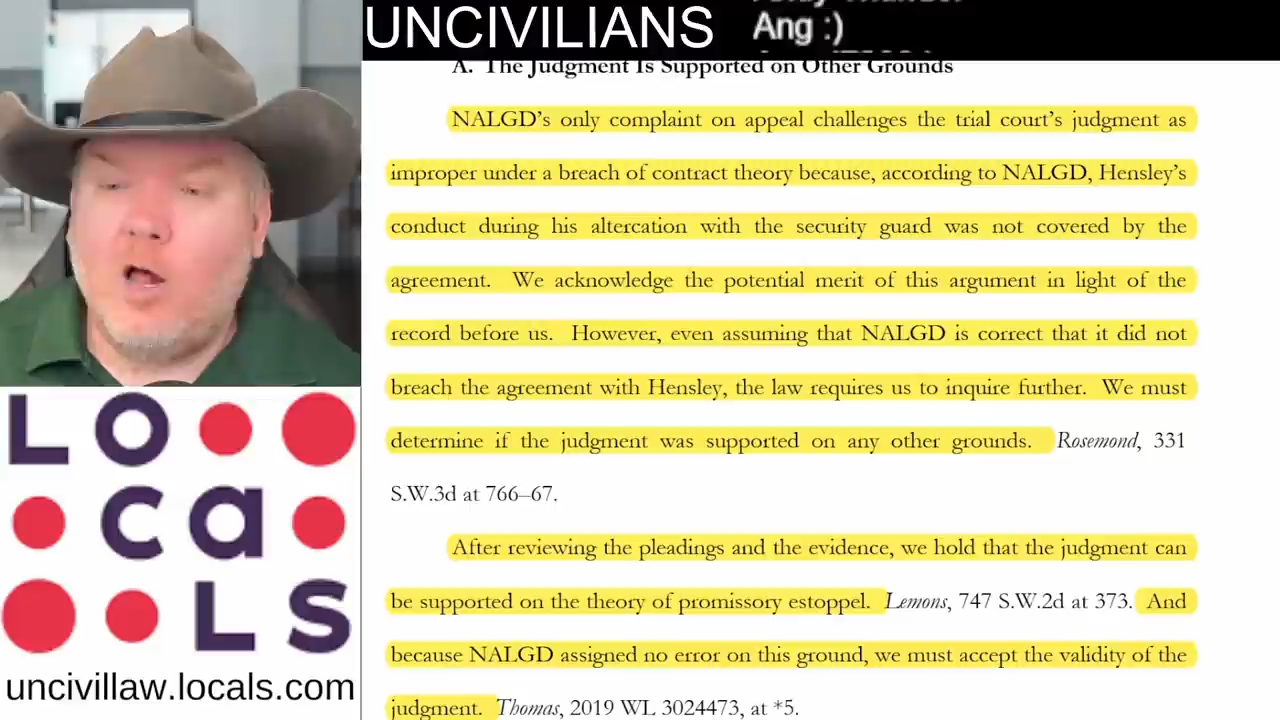 UNCIVILIANS
Ang :)
A. The Judgment Is Supported on Other Grounds
NALGD's only complaint on appeal challenges the trial court's judgment as
improper under a breach of contract theory because, according to NALGD, Hensley's
conduct during his altercation with the security guard was not covered by the
agreement. We acknowledge the potential merit of this argument in light of the
record before us. However, even assuming that NALGD is correct that it did not
breach the agreement with Hensley, the law requires us to inquire further. We must
determine if the judgment was supported on any other grounds. Rosemond, 331
S.W.3d at 766–67.
After reviewing the pleadings and the evidence, we hold that the judgment can
be supported on the theory of promissory estoppel. Lemons, 747 S.W.2d at 373. And
because NALGD assigned no error on this ground, we must accept the validity of the
judgment. Thomas, 2019 WL 3024473, at *5.
LO
ca
LS
uncivillaw.locals.com